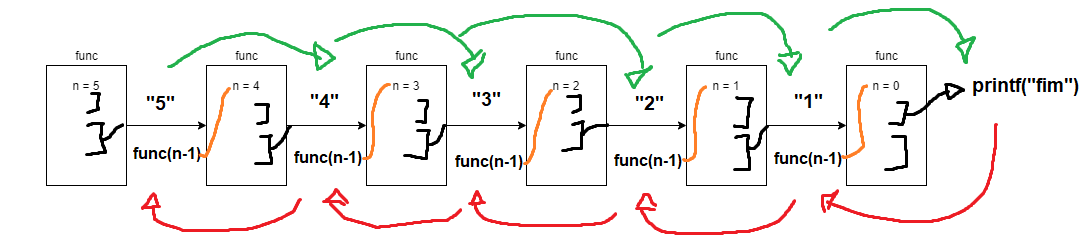 func
n = 5
"5"
func(n-1)
func
n = 4
"4"
func(n-1)
func
n = 3
"3"
func(n-1)
func
n = 2
"2"
func(n-1)
func
n = 1
"1"
func(n-1)
func
n = 0
printf("fim")